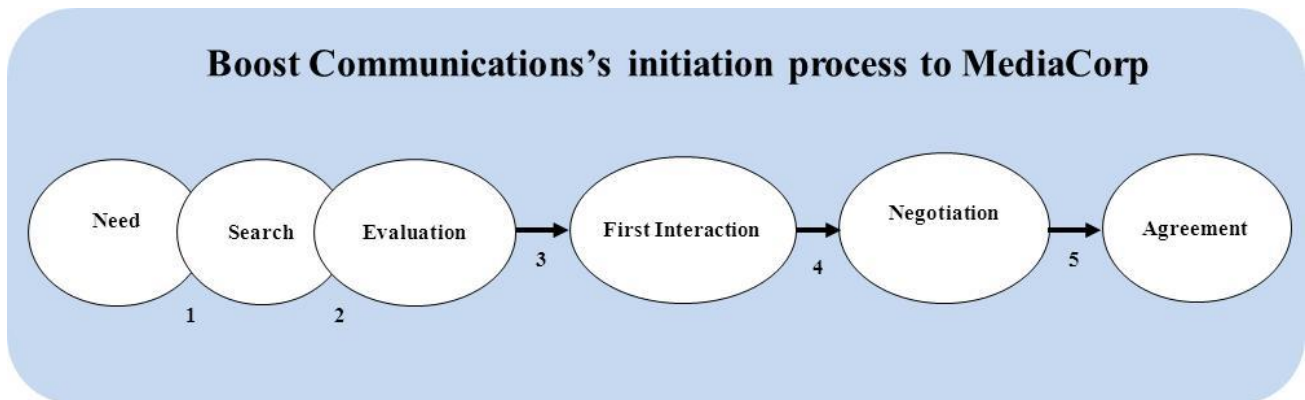 Boost Communications's initiation process to MediaCorp
Need
Search
Evaluation
First Interaction
Negotiation
Agreement
1
2
3
4
5